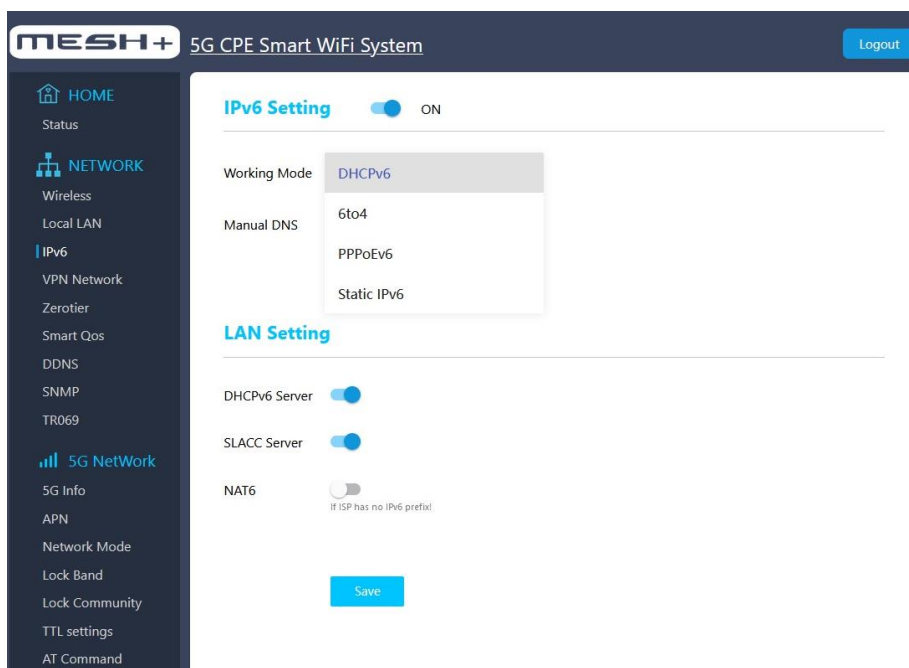 MESH+ 5G CPE Smart WiFi System
Logout
HOME
Status
NETWORK
Wireless
Local LAN
IPv6
VPN Network
Zerotier
Smart Qos
DDNS
SNMP
TR069
5G NetWork
5G Info
APN
Network Mode
Lock Band
Lock Community
TTL settings
AT Command
IPv6 Setting ON
Working Mode DHCPv6
6to4
Manual DNS
PPPoEv6
Static IPv6
LAN Setting
DHCPv6 Server
SLACC Server
NAT6
If ISP has no IPv6 prefix!
Save